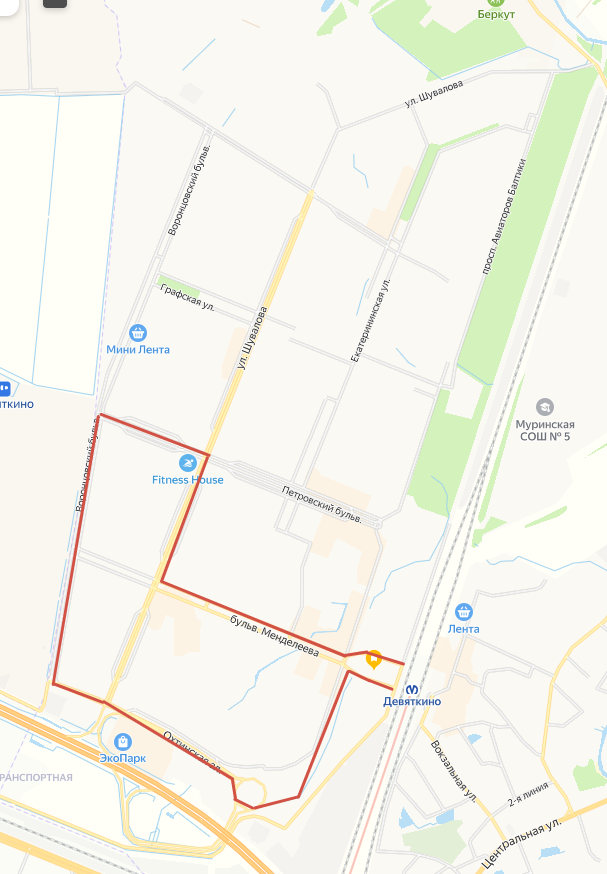 Беркут
ул. Шувалова
Воронцовский бульв.
просп. Авиаторов Балтики
Графская ул.
Екатерининская ул.
ул. Шувалова
Мини Лента
яткино
Муринская
СОШ № 5
Воронцовский бульв.
Fitness House
Петровский бульв.
Лента
бульв. Менделеева
Девяткино
Охтинская ал.
ЭкоПарк
РАНСПОРТНАЯ
Вокзальная ул.
2-я линия
Центральная ул.